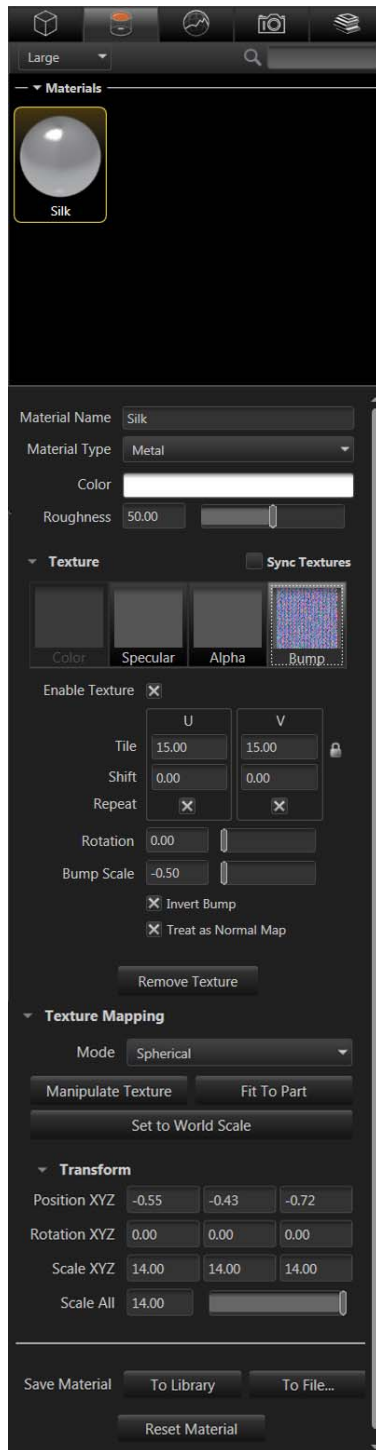 Large
Materials
Silk
Material Name Silk
Material Type Metal
Color
Roughness 50.00
Texture Sync Textures
Color Specular Alpha Bump
Enable Texture
U V
Tile 15.00 15.00
Shift 0.00 0.00
Repeat
Rotation 0.00
Bump Scale -0.50
Invert Bump
Treat as Normal Map
Remove Texture
Texture Mapping
Mode Spherical
Manipulate Texture Fit To Part
Set to World Scale
Transform
Position XYZ -0.55 -0.43 -0.72
Rotation XYZ 0.00 0.00 0.00
Scale XYZ 14.00 14.00 14.00
Scale All 14.00
Save Material To Library To File...
Reset Material